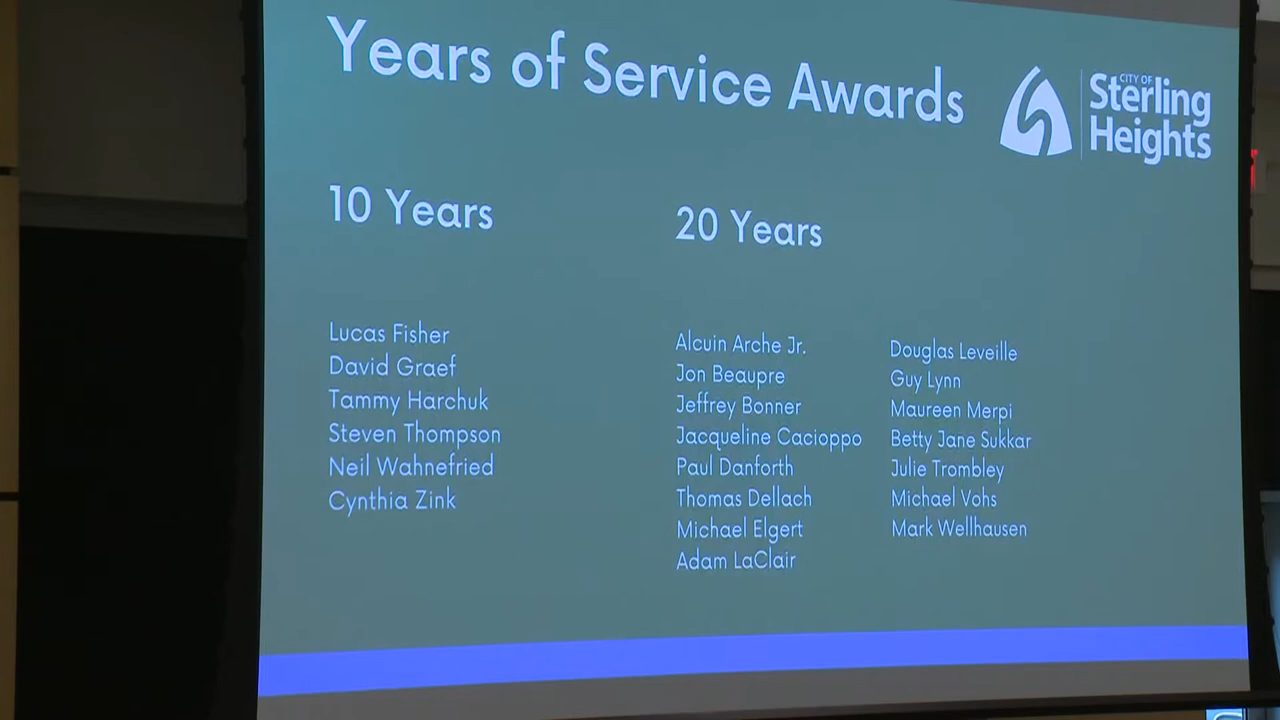 Years of Service Awards
CITY OF
Sterling
Heights
10 Years
Lucas Fisher
David Graef
Tammy Harchuk
Steven Thompson
Neil Wahnefried
Cynthia Zink
20 Years
Alcuin Arche Jr.
Jon Beaupre
Jeffrey Bonner
Jacqueline Cacioppo
Paul Danforth
Thomas Dellach
Michael Elgert
Adam LaClair
Douglas Leveille
Guy Lynn
Maureen Merpi
Betty Jane Sukkar
Julie Trombley
Michael Vohs
Mark Wellhausen